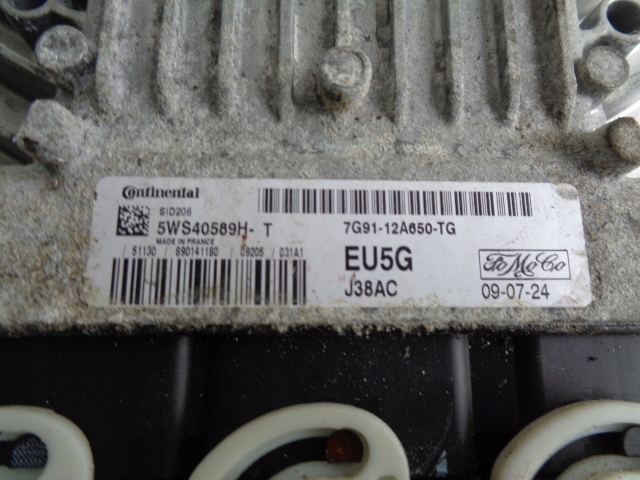 Continental
SID206
5WS40589H- T
MADE IN FRANCE
/ 51130 / 890141180 / 09205 / 031A1
7G91-12A650-TG
EU5G
J38AC
FoMoCo
09-07-24